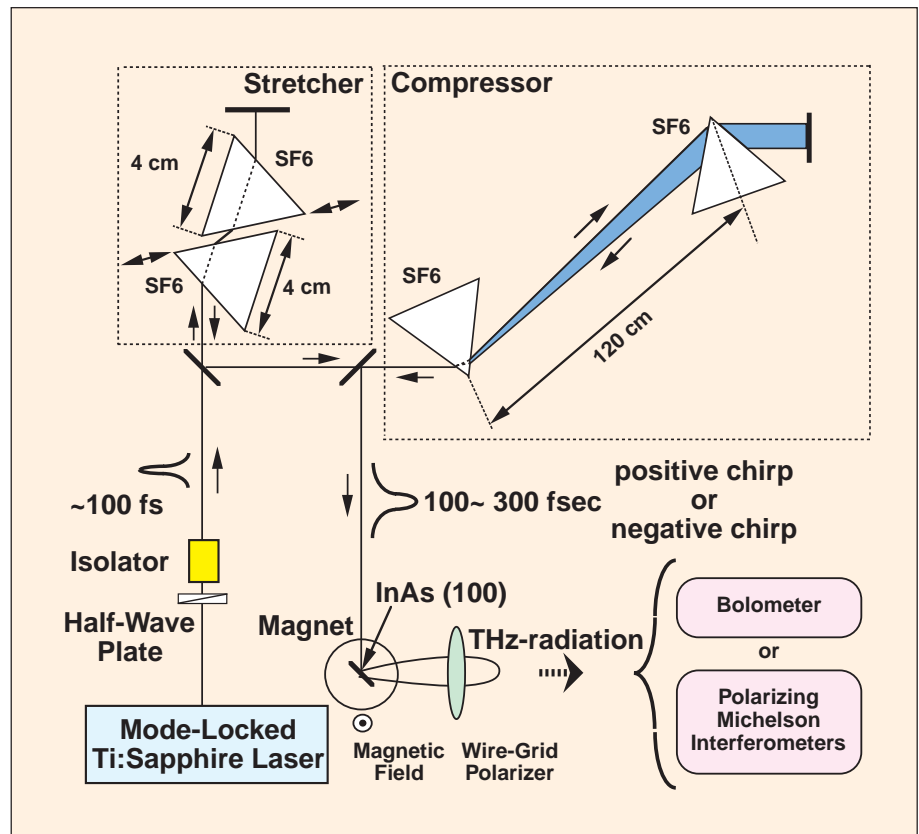 Stretcher
SF6
4 cm
SF6
4 cm
Compressor
SF6
SF6
120 cm
~100 fs
100~ 300 fsec
positive chirp
or
negative chirp
Isolator
Half-Wave
Plate
Mode-Locked
Ti:Sapphire Laser
InAs (100)
Magnet
THz-radiation
Magnetic
Field
Wire-Grid
Polarizer
Bolometer
or
Polarizing
Michelson
Interferometers